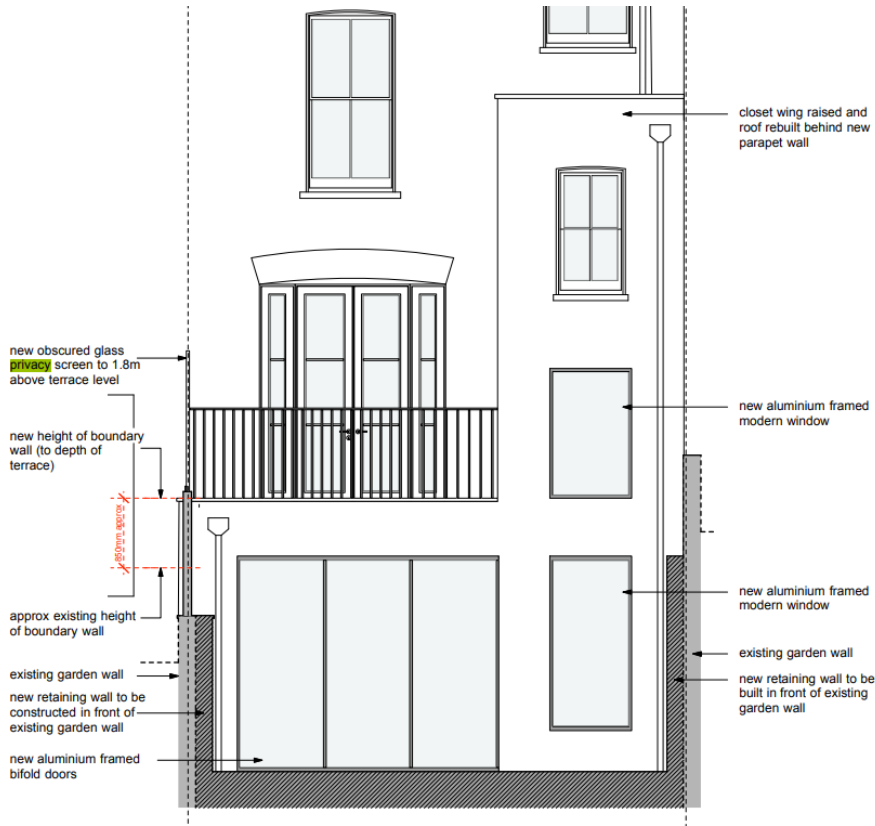 closet wing raised and
roof rebuilt behind new
parapet wall
new obscured glass
privacy screen to 1.8m
above terrace level
new aluminium framed
modern window
new height of boundary
wall (to depth of
terrace)
850mm approx
approx existing height
of boundary wall
new aluminium framed
modern window
existing garden wall
existing garden wall
new retaining wall to be
constructed in front of
existing garden wall
new retaining wall to be
built in front of existing
garden wall
new aluminium framed
bifold doors